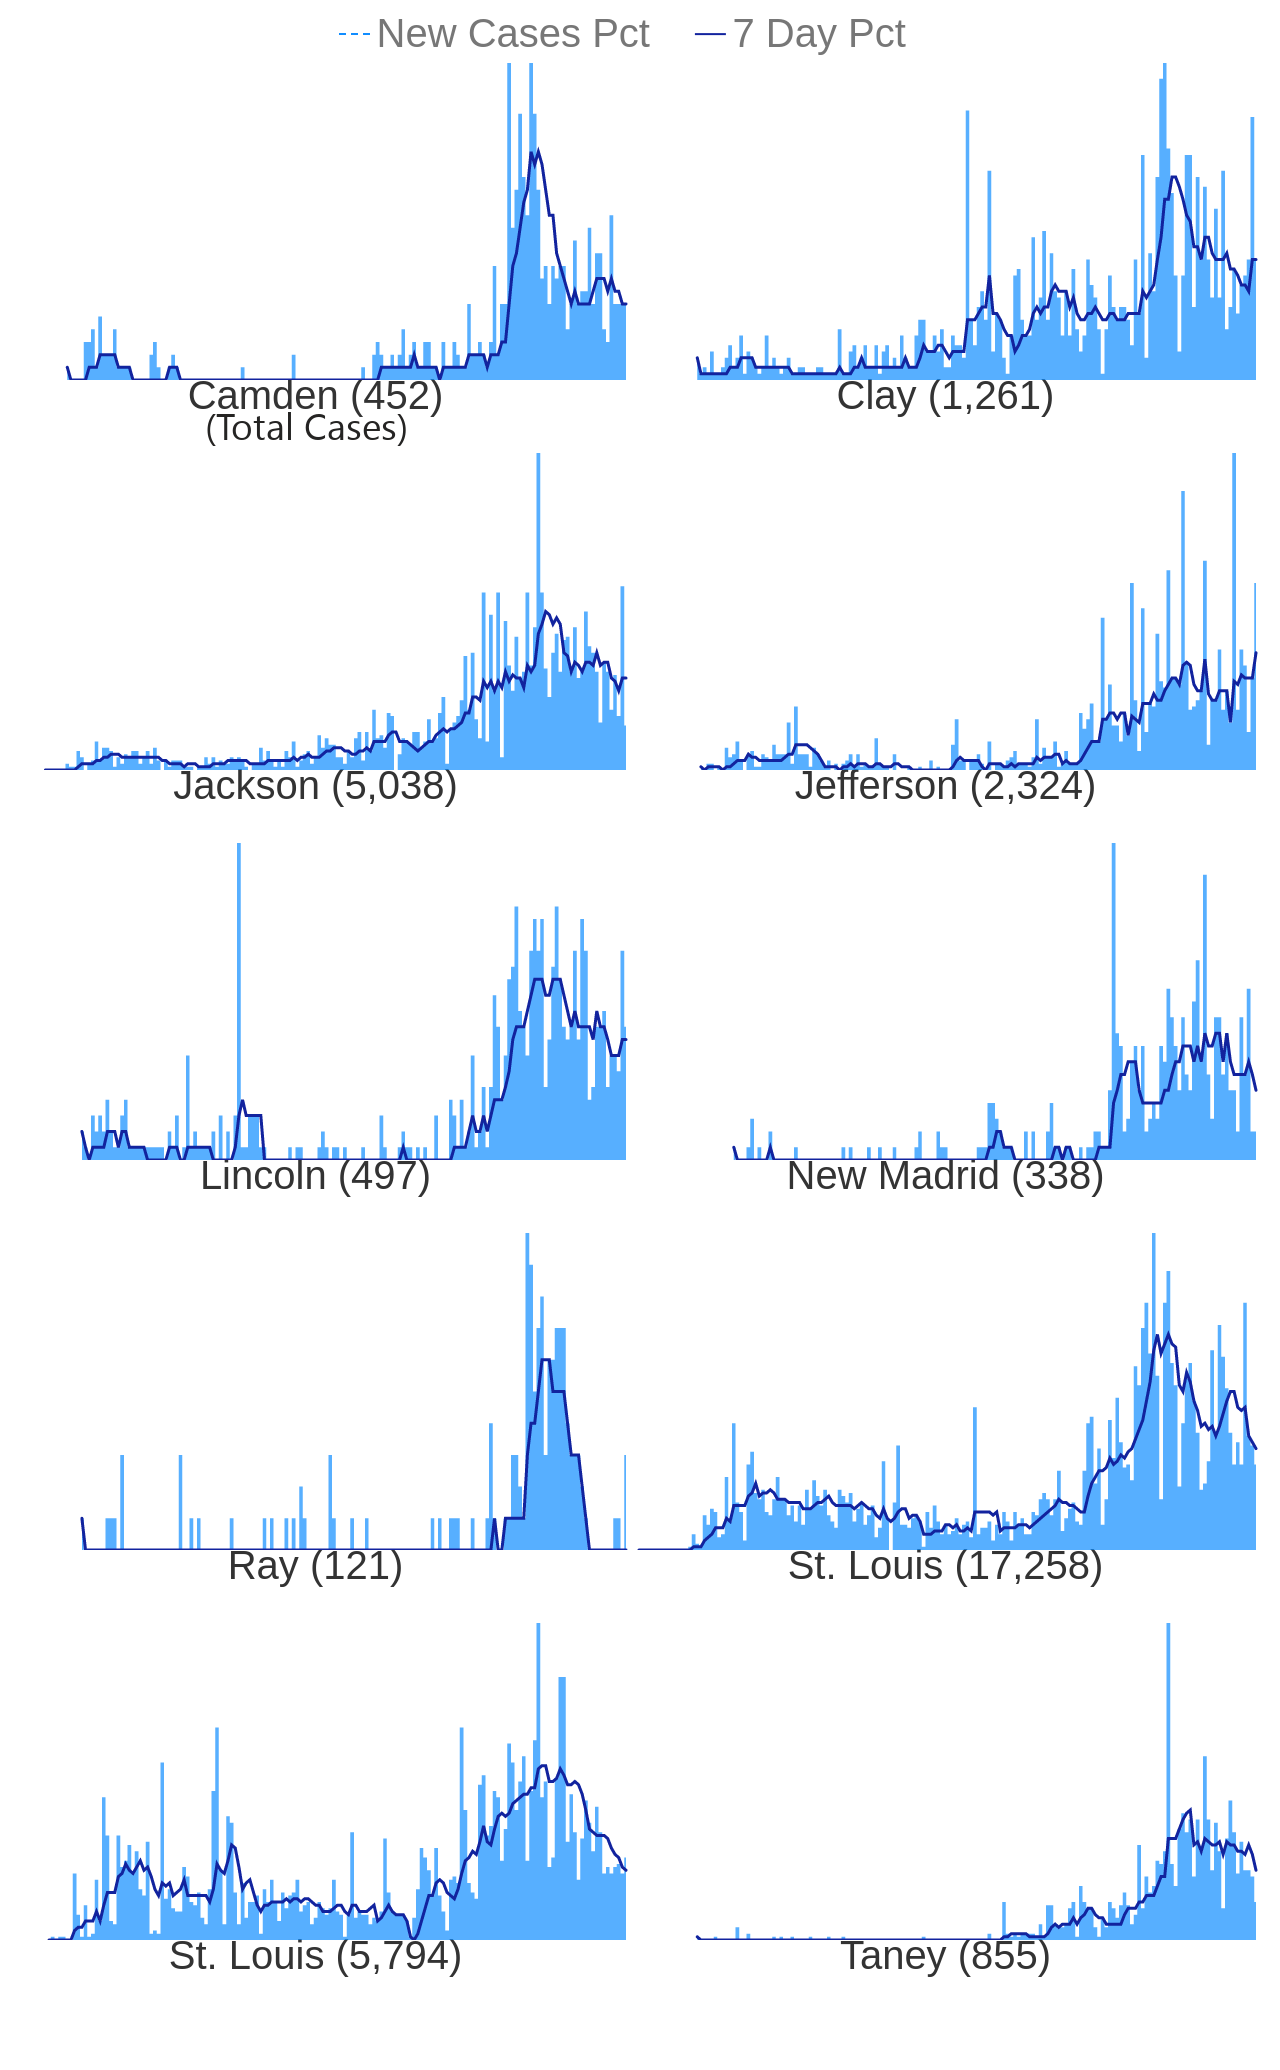 New Cases Pct 7 Day Pct
Camden (452) Clay (1,261)
(Total Cases)
Jackson (5,038) Jefferson (2,324)
Lincoln (497) New Madrid (338)
Ray (121) St. Louis (17,258)
St. Louis (5,794) Taney (855)